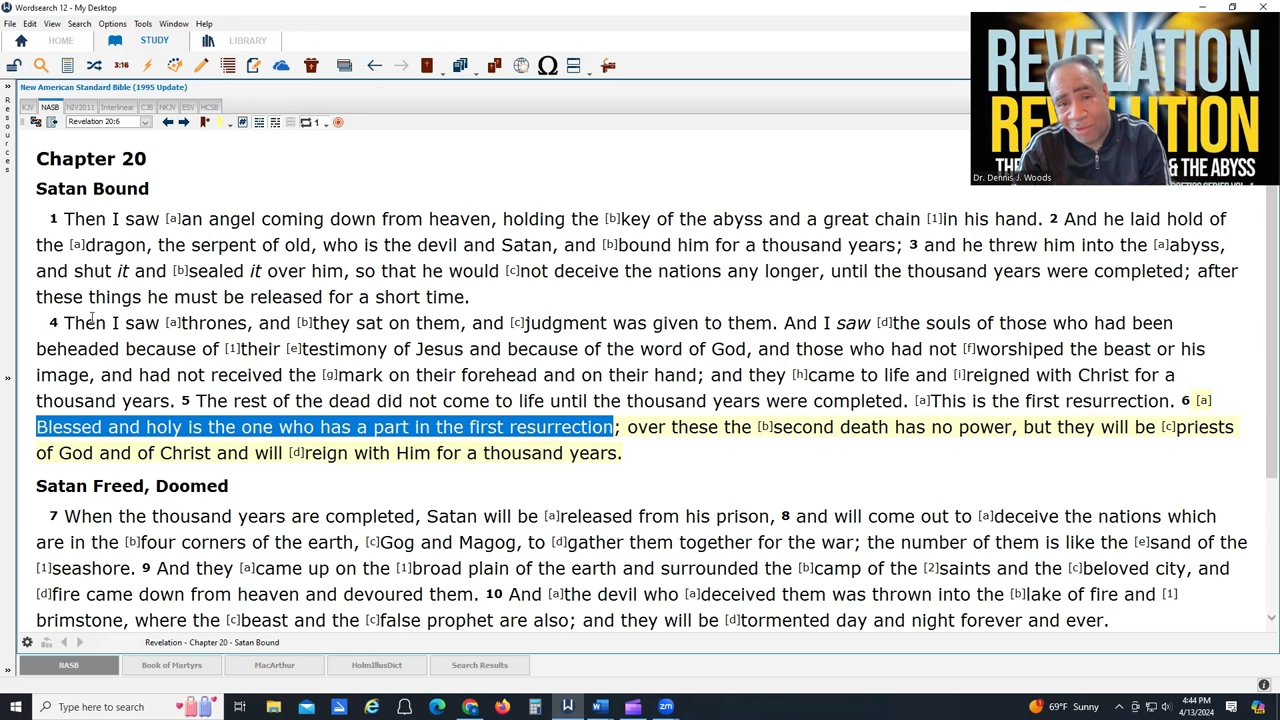 Wordsearch 12 - My Desktop
File Edit View Search Options Tools Window Help
HOME STUDY LIBRARY
3:16
New American Standard Bible (1995 Update)
KJV NASB NIV2011 Interlinear CJB NKJV ESV HCSB
Revelation 20:6
1
Resources
REVELATION
REVOLUTION
& THE ABYSS
Dr. Dennis J. Woods
Chapter 20
Satan Bound
1 Then I saw [a]an angel coming down from heaven, holding the [b]key of the abyss and a great chain [1]in his hand. 2 And he laid hold of
the [a]dragon, the serpent of old, who is the devil and Satan, and [b]bound him for a thousand years; 3 and he threw him into the [a]abyss,
and shut it and [b]sealed it over him, so that he would [c]not deceive the nations any longer, until the thousand years were completed; after
these things he must be released for a short time.
4 Then I saw [a]thrones, and [b]they sat on them, and [c]judgment was given to them. And I saw [d]the souls of those who had been
beheaded because of [1]their [e]testimony of Jesus and because of the word of God, and those who had not [f]worshiped the beast or his
image, and had not received the [g]mark on their forehead and on their hand; and they [h]came to life and [i]reigned with Christ for a
thousand years. 5 The rest of the dead did not come to life until the thousand years were completed. [a]This is the first resurrection. 6 [a]
Blessed and holy is the one who has a part in the first resurrection; over these the [b]second death has no power, but they will be [c]priests
of God and of Christ and will [d]reign with Him for a thousand years.
Satan Freed, Doomed
7 When the thousand years are completed, Satan will be [a]released from his prison, 8 and will come out to [a]deceive the nations which
are in the [b]four corners of the earth, [c]Gog and Magog, to [d]gather them together for the war; the number of them is like the [e]sand of the
[1]seashore. 9 And they [a]came up on the [1]broad plain of the earth and surrounded the [b]camp of the [2]saints and the [c]beloved city, and
[d]fire came down from heaven and devoured them. 10 And [a]the devil who [a]deceived them was thrown into the [b]lake of fire and [1]
brimstone, where the [c]beast and the [c]false prophet are also; and they will be [d]tormented day and night forever and ever.
Revelation - Chapter 20 - Satan Bound
NASB Book of Martyrs MacArthur HolmIllusDict Search Results
Type here to search
69°F Sunny
4:44 PM
4/13/2024